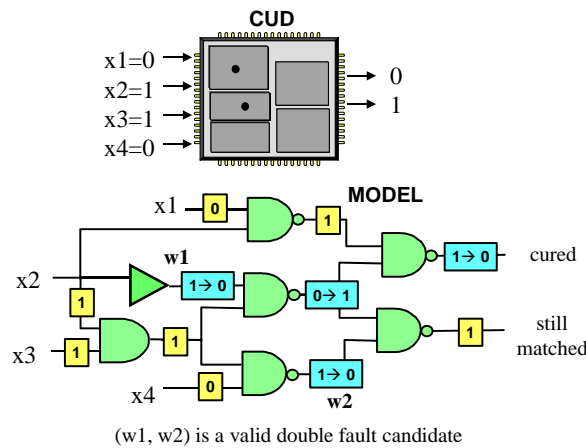 CUD
x1=0
x2=1
x3=1
x4=0
0
1
MODEL
x1
0
1
w1
1→0
cured
x2
1→0
0→1
1
x3
1
1
1
still
matched
x4
0
1→0
w2
(w1, w2) is a valid double fault candidate